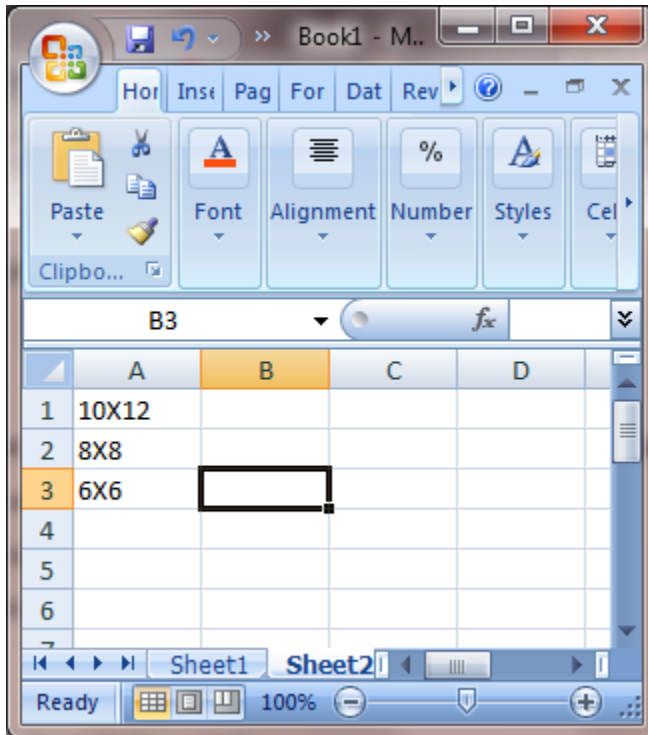 Book1 - M..
Hor Inse Pag For Dat Rev
Paste Font Alignment Number Styles Cel
%
Clipbo...
B3 fx
A B C D
1 10X12
2 8X8
3 6X6
4
5
6
Sheet1 Sheet2
Ready 100%